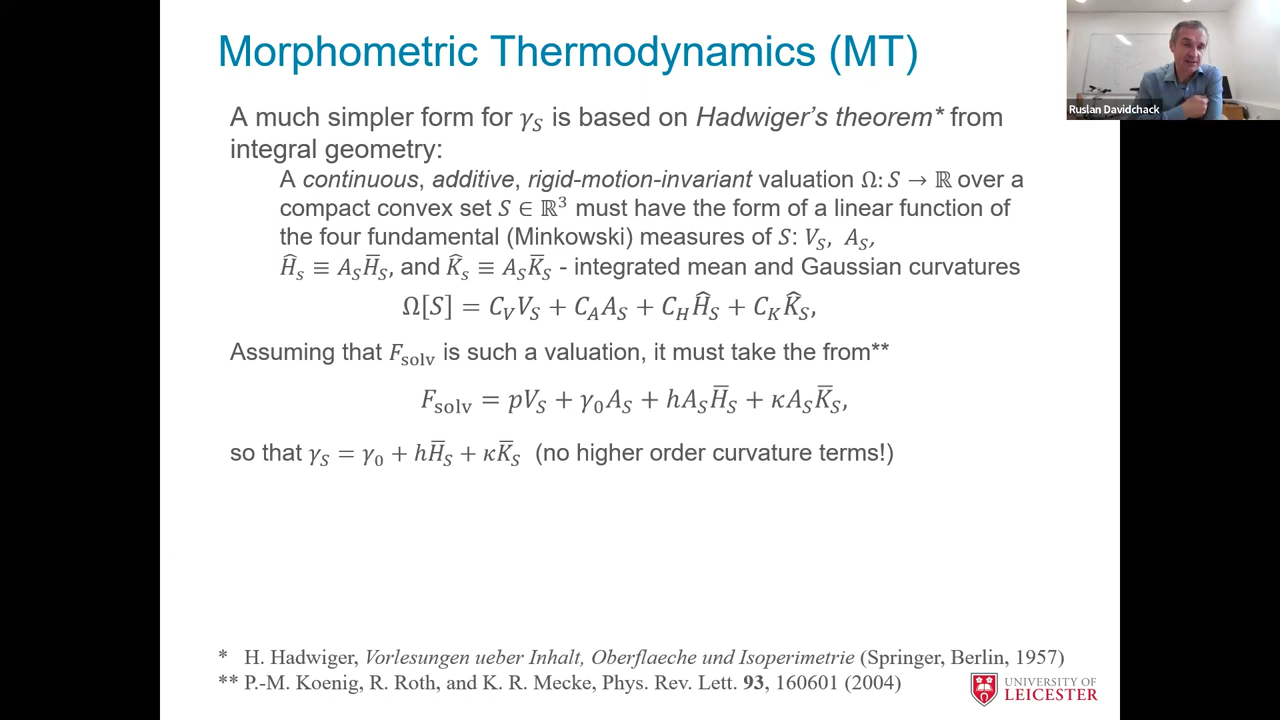 Morphometric Thermodynamics (MT)
Ruslan Davidchack
A much simpler form for γ_S is based on Hadwiger's theorem* from
integral geometry:
A continuous, additive, rigid-motion-invariant valuation Ω: S → ℝ over a
compact convex set S ∈ ℝ³ must have the form of a linear function of
the four fundamental (Minkowski) measures of S: V_S, A_S,
Ĥ_s ≡ A_S H̅_S, and K̂_s ≡ A_S K̅_S - integrated mean and Gaussian curvatures
Ω[S] = C_V V_S + C_A A_S + C_H Ĥ_S + C_K K̂_S,
Assuming that F_solv is such a valuation, it must take the from**
F_solv = pV_S + γ₀A_S + hA_S H̅_S + κA_S K̅_S,
so that γ_S = γ₀ + hH̅_S + κK̅_S (no higher order curvature terms!)
* H. Hadwiger, Vorlesungen ueber Inhalt, Oberflaeche und Isoperimetrie (Springer, Berlin, 1957)
** P.-M. Koenig, R. Roth, and K. R. Mecke, Phys. Rev. Lett. 93, 160601 (2004)
UNIVERSITY OF
LEICESTER